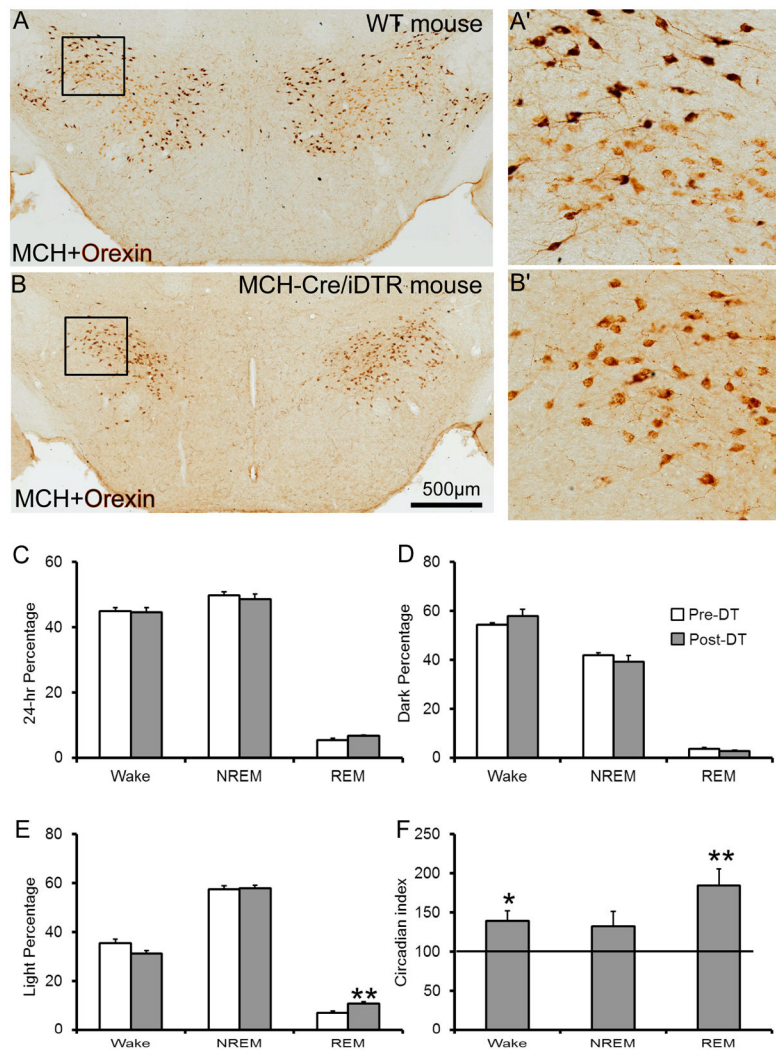 A
WT mouse
A'
MCH+Orexin
B
MCH-Cre/iDTR mouse
B'
MCH+Orexin
500µm
C
60
40
20
0
24-hr Percentage
Wake
NREM
REM
D
80
60
40
20
0
Dark Percentage
Pre-DT
Post-DT
Wake
NREM
REM
E
80
60
40
20
0
Light Percentage
**
Wake
NREM
REM
F
250
200
150
100
50
0
Circadian index
*
**
Wake
NREM
REM